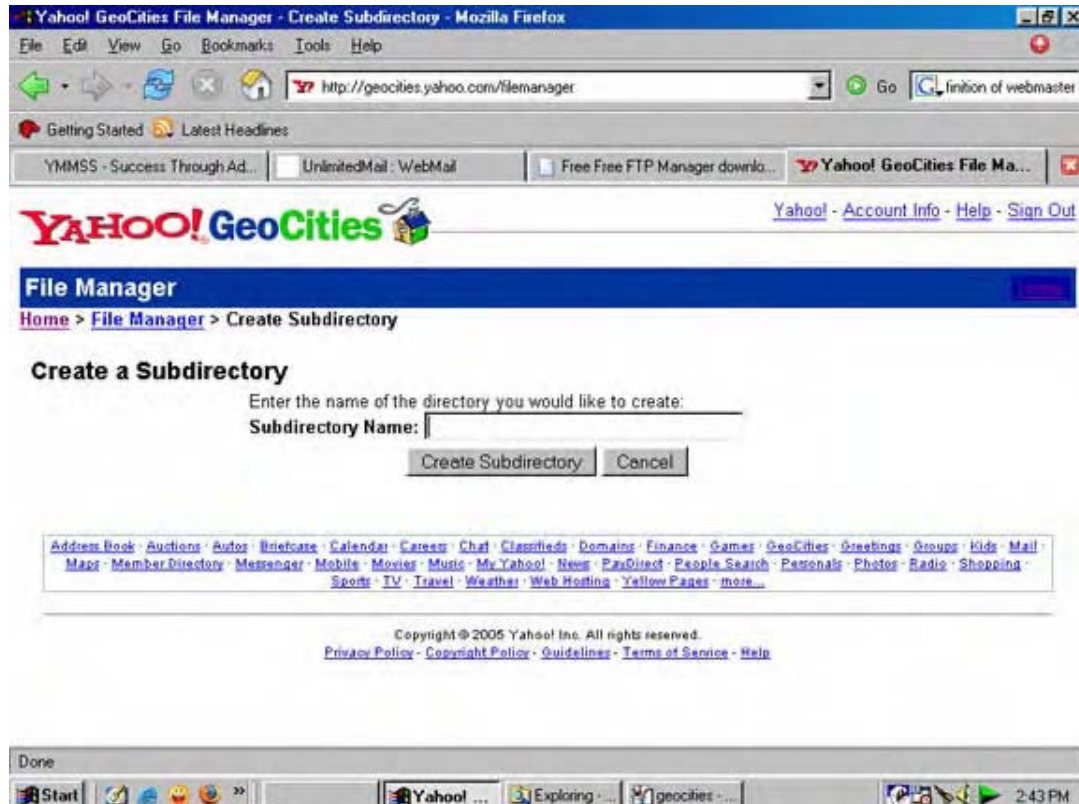 Yahoo! GeoCities File Manager - Create Subdirectory - Mozilla Firefox
File Edit View Go Bookmarks Tools Help
http://geocities.yahoo.com/filemanager Go finition of webmaster
Getting Started Latest Headlines
YMMSS - Success Through Ad... UnlimitedMail : WebMail Free Free FTP Manager downlo... Yahoo! GeoCities File Ma...
YAHOO! GeoCities
Yahoo! - Account Info - Help - Sign Out
File Manager
Home > File Manager > Create Subdirectory
Create a Subdirectory
Enter the name of the directory you would like to create:
Subdirectory Name:
Create Subdirectory Cancel
Address Book · Auctions · Autos · Briefcase · Calendar · Careers · Chat · Classifieds · Domains · Finance · Games · GeoCities · Greetings · Groups · Kids · Mail ·
Maps · Member Directory · Messenger · Mobile · Movies · Music · My Yahoo! · News · PayDirect · People Search · Personals · Photos · Radio · Shopping ·
Sports · TV · Travel · Weather · Web Hosting · Yellow Pages · more...
Copyright © 2005 Yahoo! Inc. All rights reserved.
Privacy Policy - Copyright Policy - Guidelines - Terms of Service - Help
Done
Start Yahoo! ... Exploring - ... geocities - ... 2:43 PM